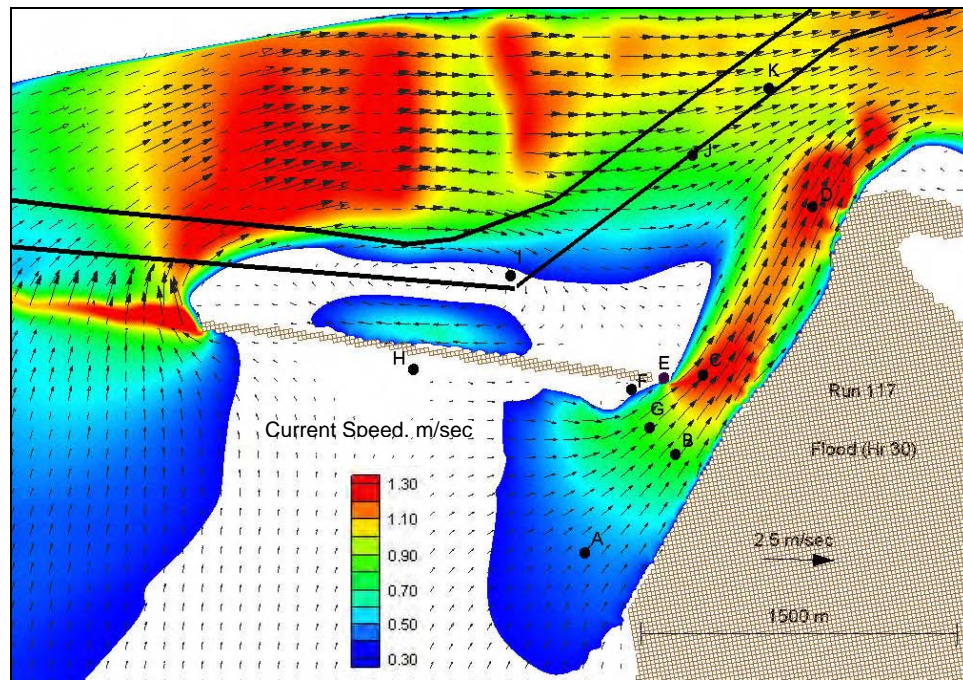 K
J
D
I
H
E
C
F
Run 117
G
Current Speed, m/sec
B
Flood (Hr 30)
1.30
1.10
2.5 m/sec
A
0.90
0.70
1500 m
0.50
0.30